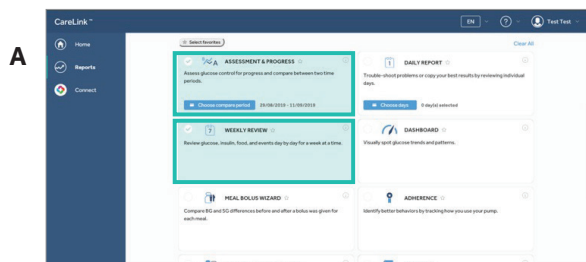 A
CareLink™
EN
Test Test
Home
Reports
Connect
Select favorites
Clear All
ASSESSMENT & PROGRESS
Assess glucose control for progress and compare between two time
periods.
Choose compare period 29/08/2019 - 11/09/2019
DAILY REPORT
Trouble-shoot problems or copy your best results by reviewing individual
days.
Choose days 0 day(s) selected
7 WEEKLY REVIEW
Review glucose, insulin, food, and events day by day for a week at a time.
DASHBOARD
Visually spot glucose trends and patterns.
MEAL BOLUS WIZARD
Compare BG and SG differences before and after a bolus was given for
each meal.
ADHERENCE
Identify better behaviors by tracking how you use your pump.